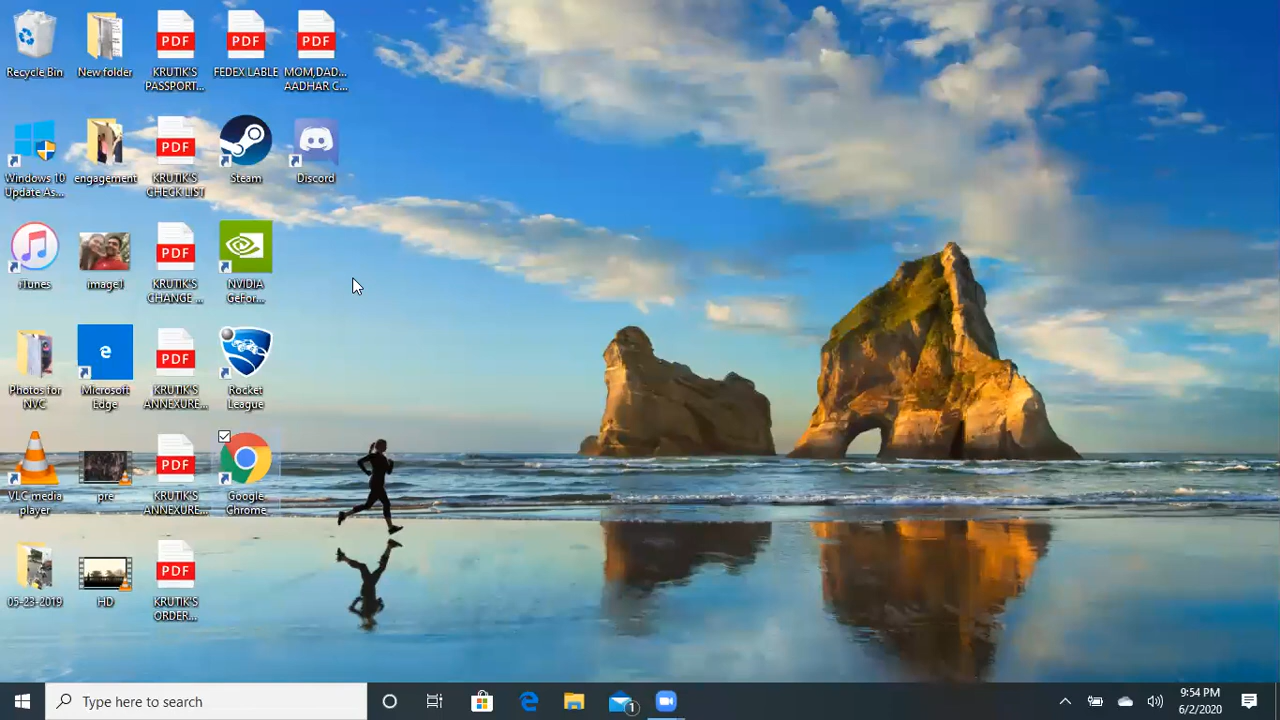 Recycle Bin
New folder
PDF
KRUTIK'S
PASSPORT...
PDF
FEDEX LABLE
PDF
MOM,DAD...
AADHAR C...
Windows 10
Update As...
engagement
PDF
KRUTIK'S
CHECK LIST
Steam
Discord
iTunes
image1
PDF
KRUTIK'S
CHANGE ...
NVIDIA
GeFor...
Photos for
NVC
Microsoft
Edge
PDF
KRUTIK'S
ANNEXURE...
Rocket
League
VLC media
player
pre
PDF
KRUTIK'S
ANNEXURE...
Google
Chrome
05-23-2019
HD
PDF
KRUTIK'S
ORDER...
Type here to search
1
9:54 PM
6/2/2020